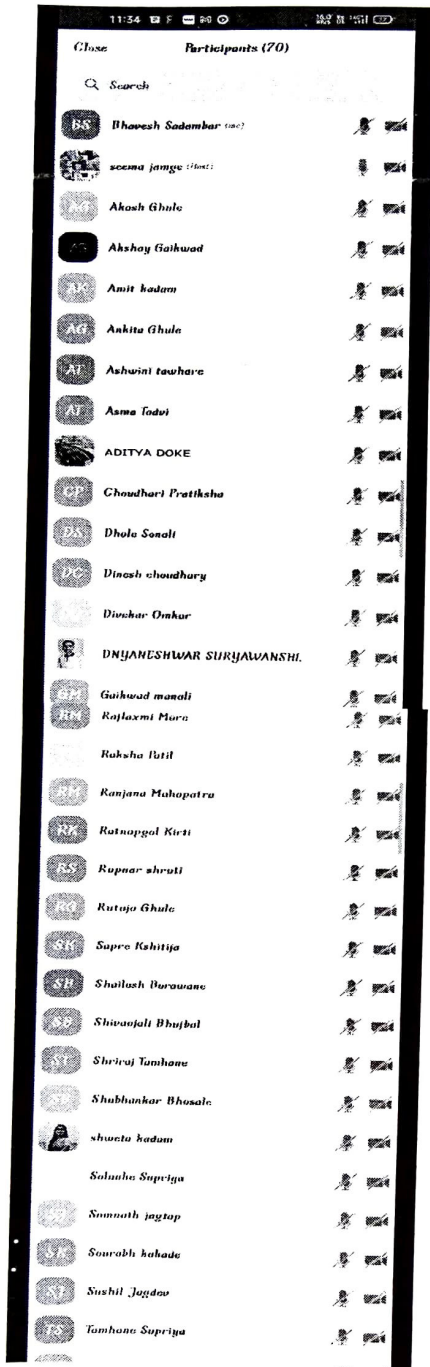 11:34
Close Participants (70)
Search
BS Bhavesh Sadambar (me)
seema jamge (Host)
AG Akash Ghule
AG Akshay Gaikwad
AK Amit kadam
AG Ankita Ghule
AT Ashwini tawhare
AT Asma Tadvi
ADITYA DOKE
CP Choudhari Pratiksha
DS Dhole Sonali
DC Dinesh choudhary
Divekar Omkar
DNYANESHWAR SURYAWANSHI.
GM Gaikwad manali
RM Rajlaxmi More
Raksha Patil
RM Ranjana Mahapatra
RK Ratnapgol Kirti
RS Rupnar shruti
RG Rutuja Ghule
SK Sapre Kshitija
SB Shailesh Burawane
SB Shivanjali Bhujbal
ST Shriraj Tamhane
SB Shubhankar Bhosale
shweta kadam
Salunke Supriya
SJ Somnath jagtap
SK Sourabh kakade
SJ Sushil Jagdev
TS Tamhane Supriya